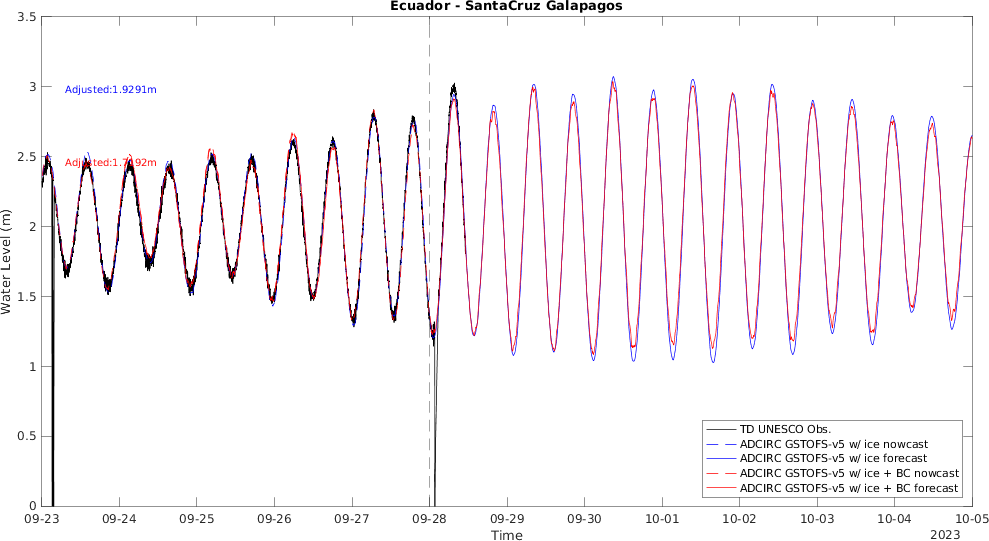 Ecuador - SantaCruz Galapagos
3.5
3
2.5
2
1.5
1
0.5
0
Water Level (m)
Adjusted:1.9291m
TD UNESCO Obs.
ADCIRC GSTOFS-v5 w/ ice nowcast
ADCIRC GSTOFS-v5 w/ ice forecast
ADCIRC GSTOFS-v5 w/ ice + BC nowcast
ADCIRC GSTOFS-v5 w/ ice + BC forecast
09-23 09-24 09-25 09-26 09-27 09-28 09-29 09-30 10-01 10-02 10-03 10-04 10-05
Time
2023